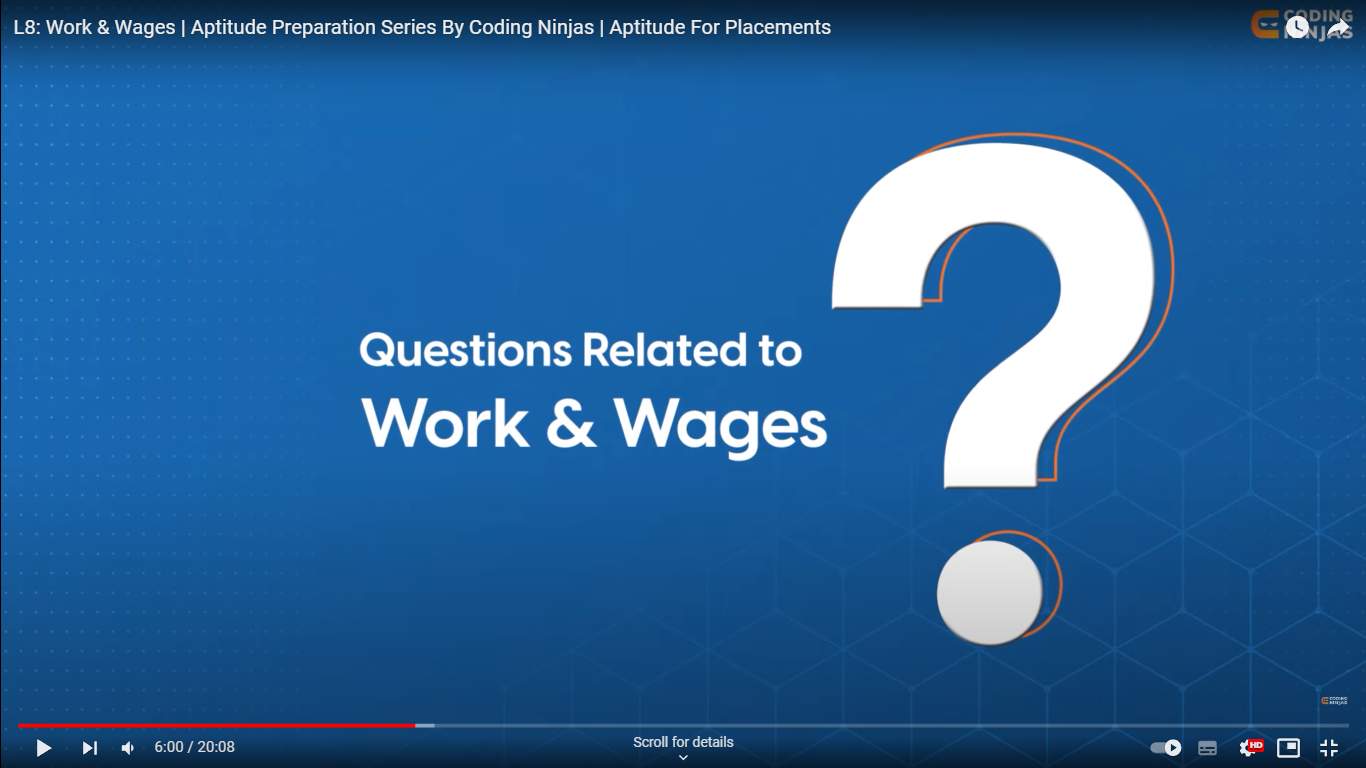 L8: Work & Wages | Aptitude Preparation Series By Coding Ninjas | Aptitude For Placements
CODING
NINJAS
Questions Related to
Work & Wages
CODING
NINJAS
6:00 / 20:08
Scroll for details
HD